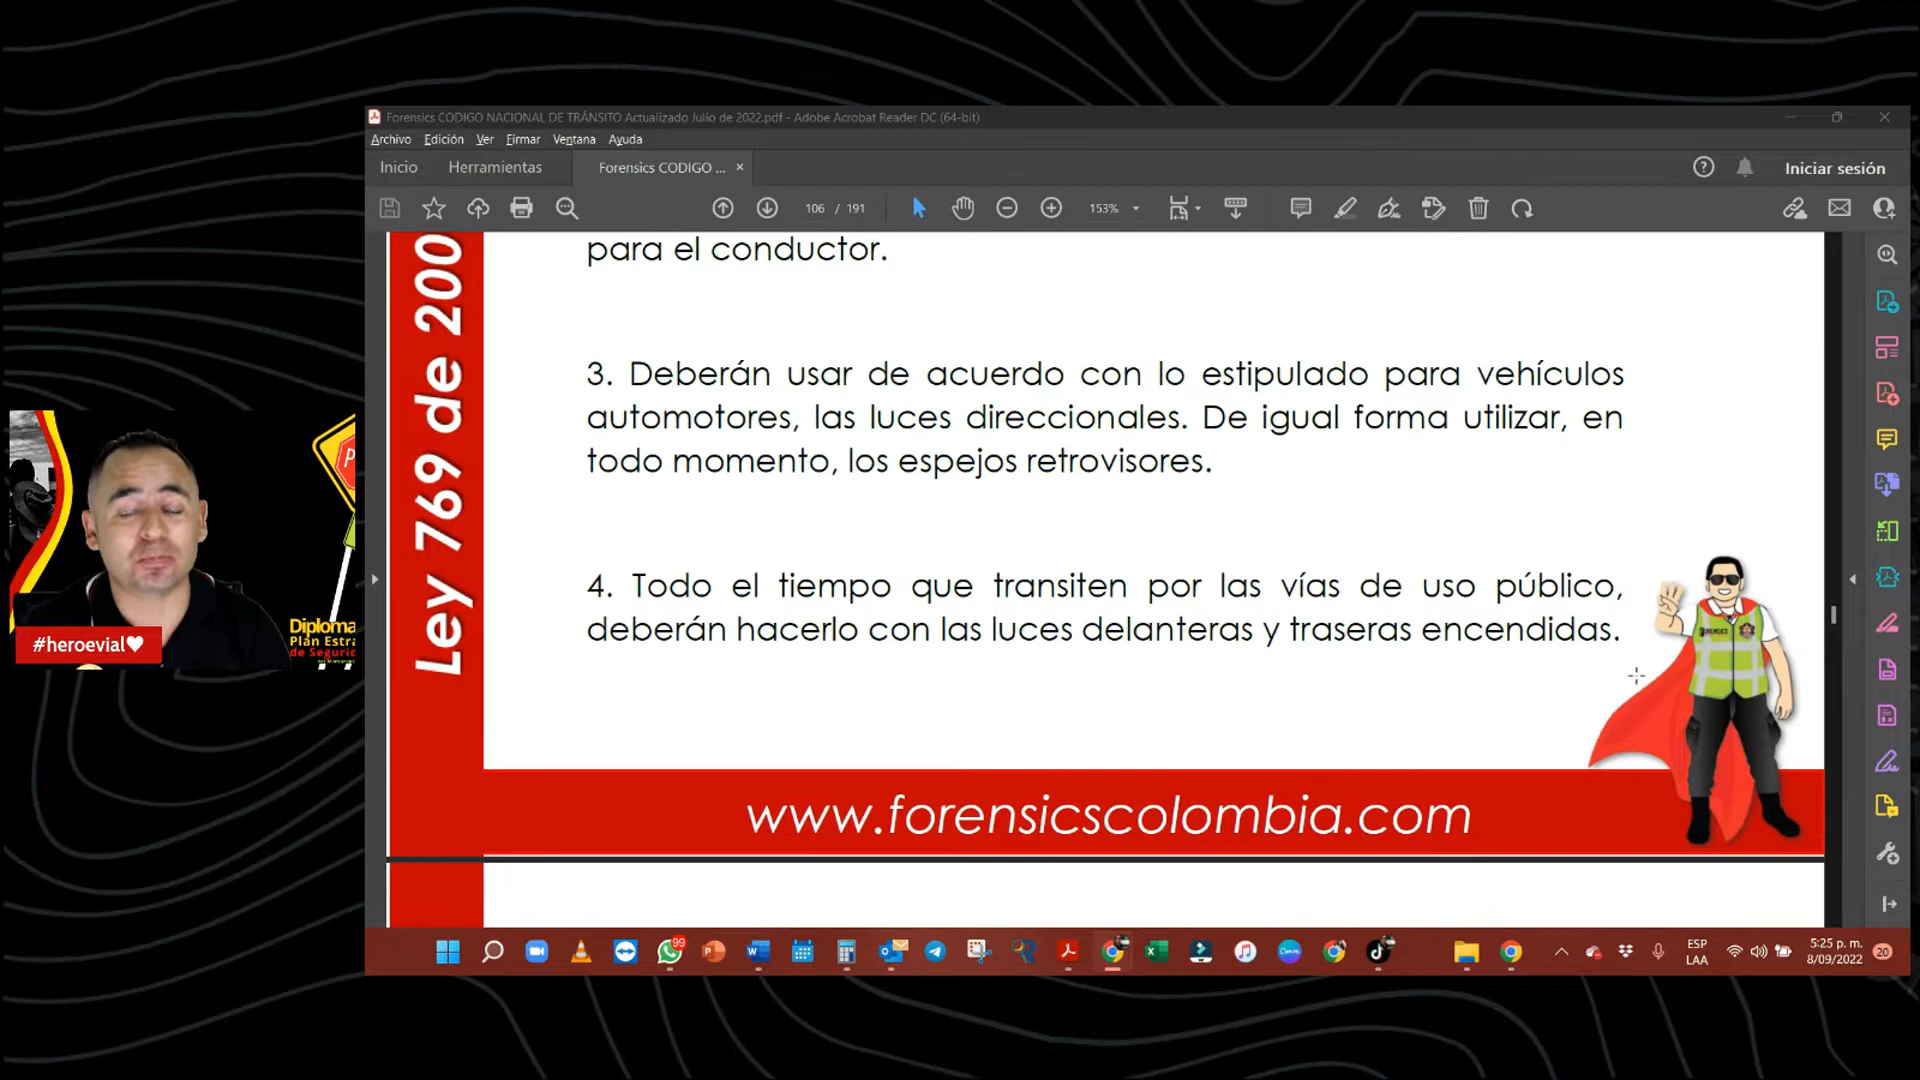 Forensics CODIGO NACIONAL DE TRÁNSITO Actualizado Julio de 2022.pdf - Adobe Acrobat Reader DC (64-bit)
Archivo Edición Ver Firmar Ventana Ayuda
Inicio Herramientas Forensics CODIGO ... × Iniciar sesión
106 / 191 153%
para el conductor.
3. Deberán usar de acuerdo con lo estipulado para vehículos
automotores, las luces direccionales. De igual forma utilizar, en
todo momento, los espejos retrovisores.
4. Todo el tiempo que transiten por las vías de uso público,
deberán hacerlo con las luces delanteras y traseras encendidas.
Ley 769 de 200
www.forensicscolombia.com
#heroevial
Diploma
Plan Estra
de Segurid
99
ESP
LAA
5:25 p. m.
8/09/2022
20